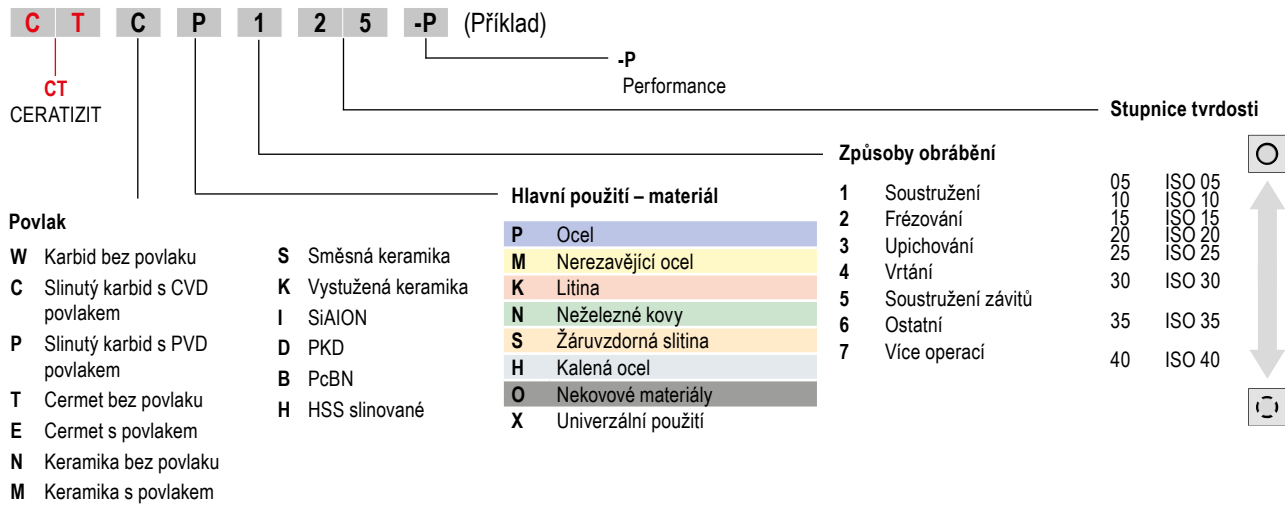 C T C P 1 2 5 -P (Příklad)
-P
Performance
CT
CERATIZIT
Stupnice tvrdosti
05 ISO 05
10 ISO 10
15 ISO 15
20 ISO 20
25 ISO 25
30 ISO 30
35 ISO 35
40 ISO 40
Způsoby obrábění
1 Soustružení
2 Frézování
3 Upichování
4 Vrtání
5 Soustružení závitů
6 Ostatní
7 Více operací
Hlavní použití – materiál
P Ocel
M Nerezavějící ocel
K Litina
N Neželezné kovy
S Žáruvzdorná slitina
H Kalená ocel
O Nekovové materiály
X Univerzální použití
Povlak
W Karbid bez povlaku
C Slinutý karbid s CVD
povlakem
P Slinutý karbid s PVD
povlakem
T Cermet bez povlaku
E Cermet s povlakem
N Keramika bez povlaku
M Keramika s povlakem
S Směsná keramika
K Vystužená keramika
I SiAlON
D PKD
B PcBN
H HSS slinované